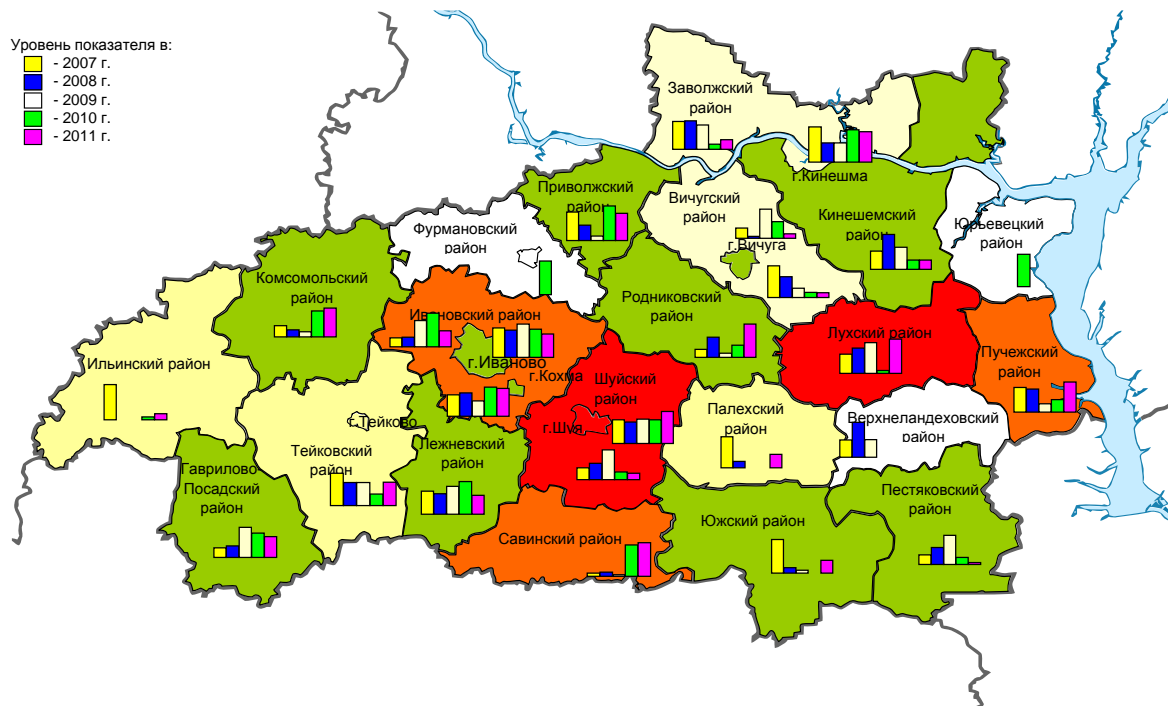 Уровень показателя в:
- 2007 г.
- 2008 г.
- 2009 г.
- 2010 г.
- 2011 г.
Заволжский
район
г.Кинешма
Приволжский
район
Вичугский
район
г.Вичуга
Кинешемский
район
Юрьевецкий
район
Фурмановский
район
Комсомольский
район
Родниковский
район
Ивановский район
г.Иваново
г.Кохма
Лухский район
Пучежский
район
Ильинский район
Шуйский
район
г.Шуя
Палехский
район
Верхнеландеховский
район
г.Тейково
Тейковский
район
Лежневский
район
Гаврилово-
Посадский
район
Пестяковский
район
Южский район
Савинский район